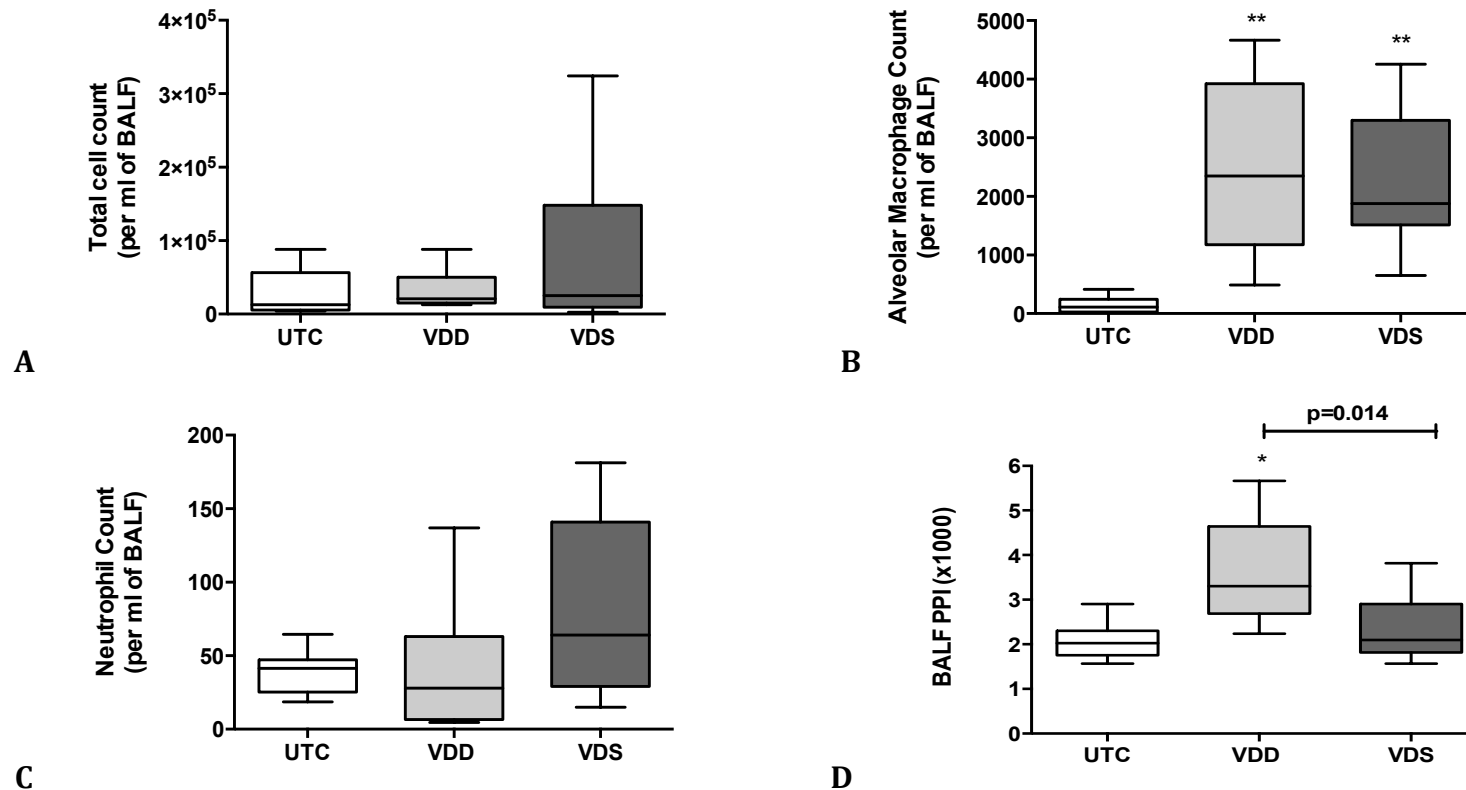 4×10⁵
3×10⁵
2×10⁵
1×10⁵
0
Total cell count
(per ml of BALF)
UTC VDD VDS
A
5000
4000
3000
2000
1000
0
Alveolar Macrophage Count
(per ml of BALF)
**
**
UTC VDD VDS
B
200
150
100
50
0
Neutrophil Count
(per ml of BALF)
UTC VDD VDS
C
p=0.014
*
6
5
4
3
2
1
0
BALF PPI (x1000)
UTC VDD VDS
D